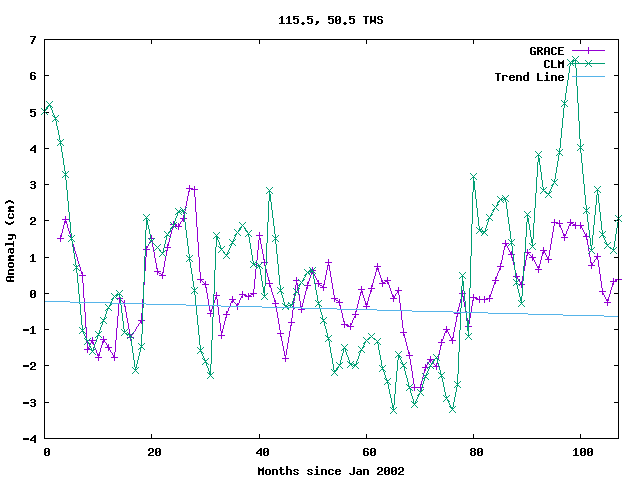 115.5, 50.5 TWS
GRACE
CLM
Trend Line
7
6
5
4
3
2
1
0
-1
-2
-3
-4
Anomaly (cm)
0 20 40 60 80 100
Months since Jan 2002